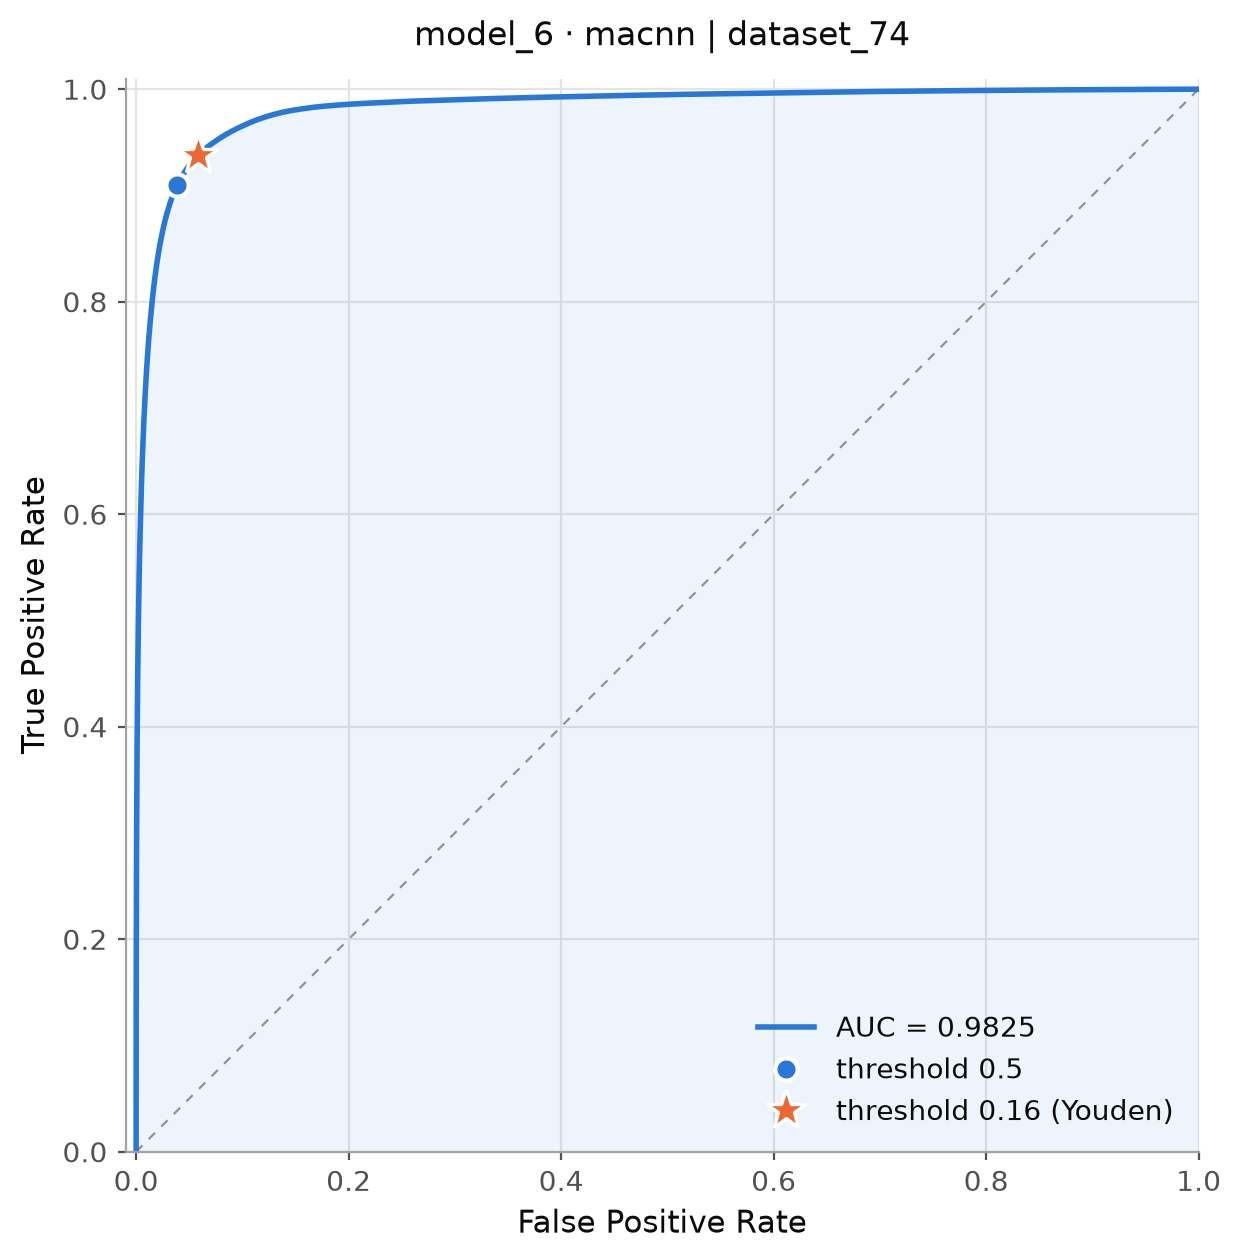 model_6 · macnn | dataset_74
1.0
0.8
0.6
0.4
0.2
0.0
True Positive Rate
0.0 0.2 0.4 0.6 0.8 1.0
False Positive Rate
AUC = 0.9825
threshold 0.5
threshold 0.16 (Youden)